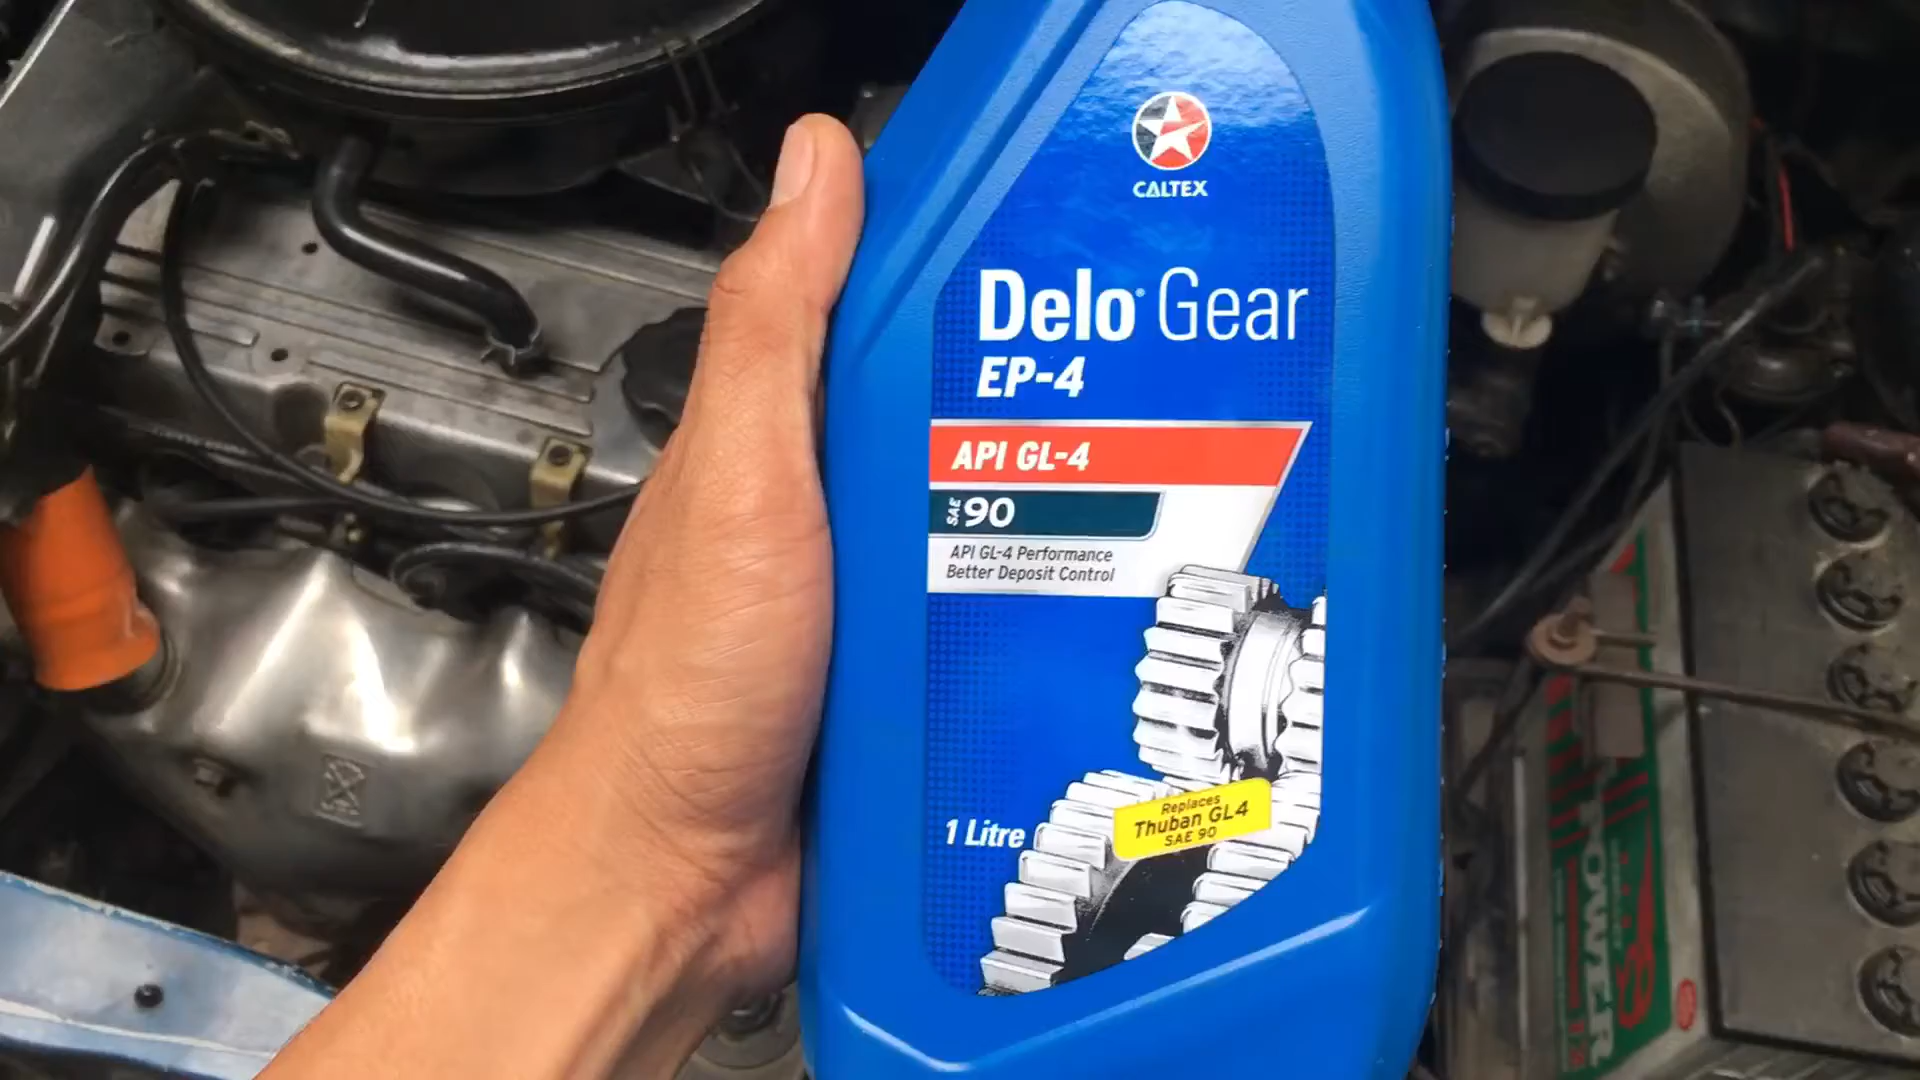 CALTEX
Delo Gear
EP-4
API GL-4
SAE 90
API GL-4 Performance
Better Deposit Control
1 Litre
Replaces
Thuban GL4
SAE 90
POWER